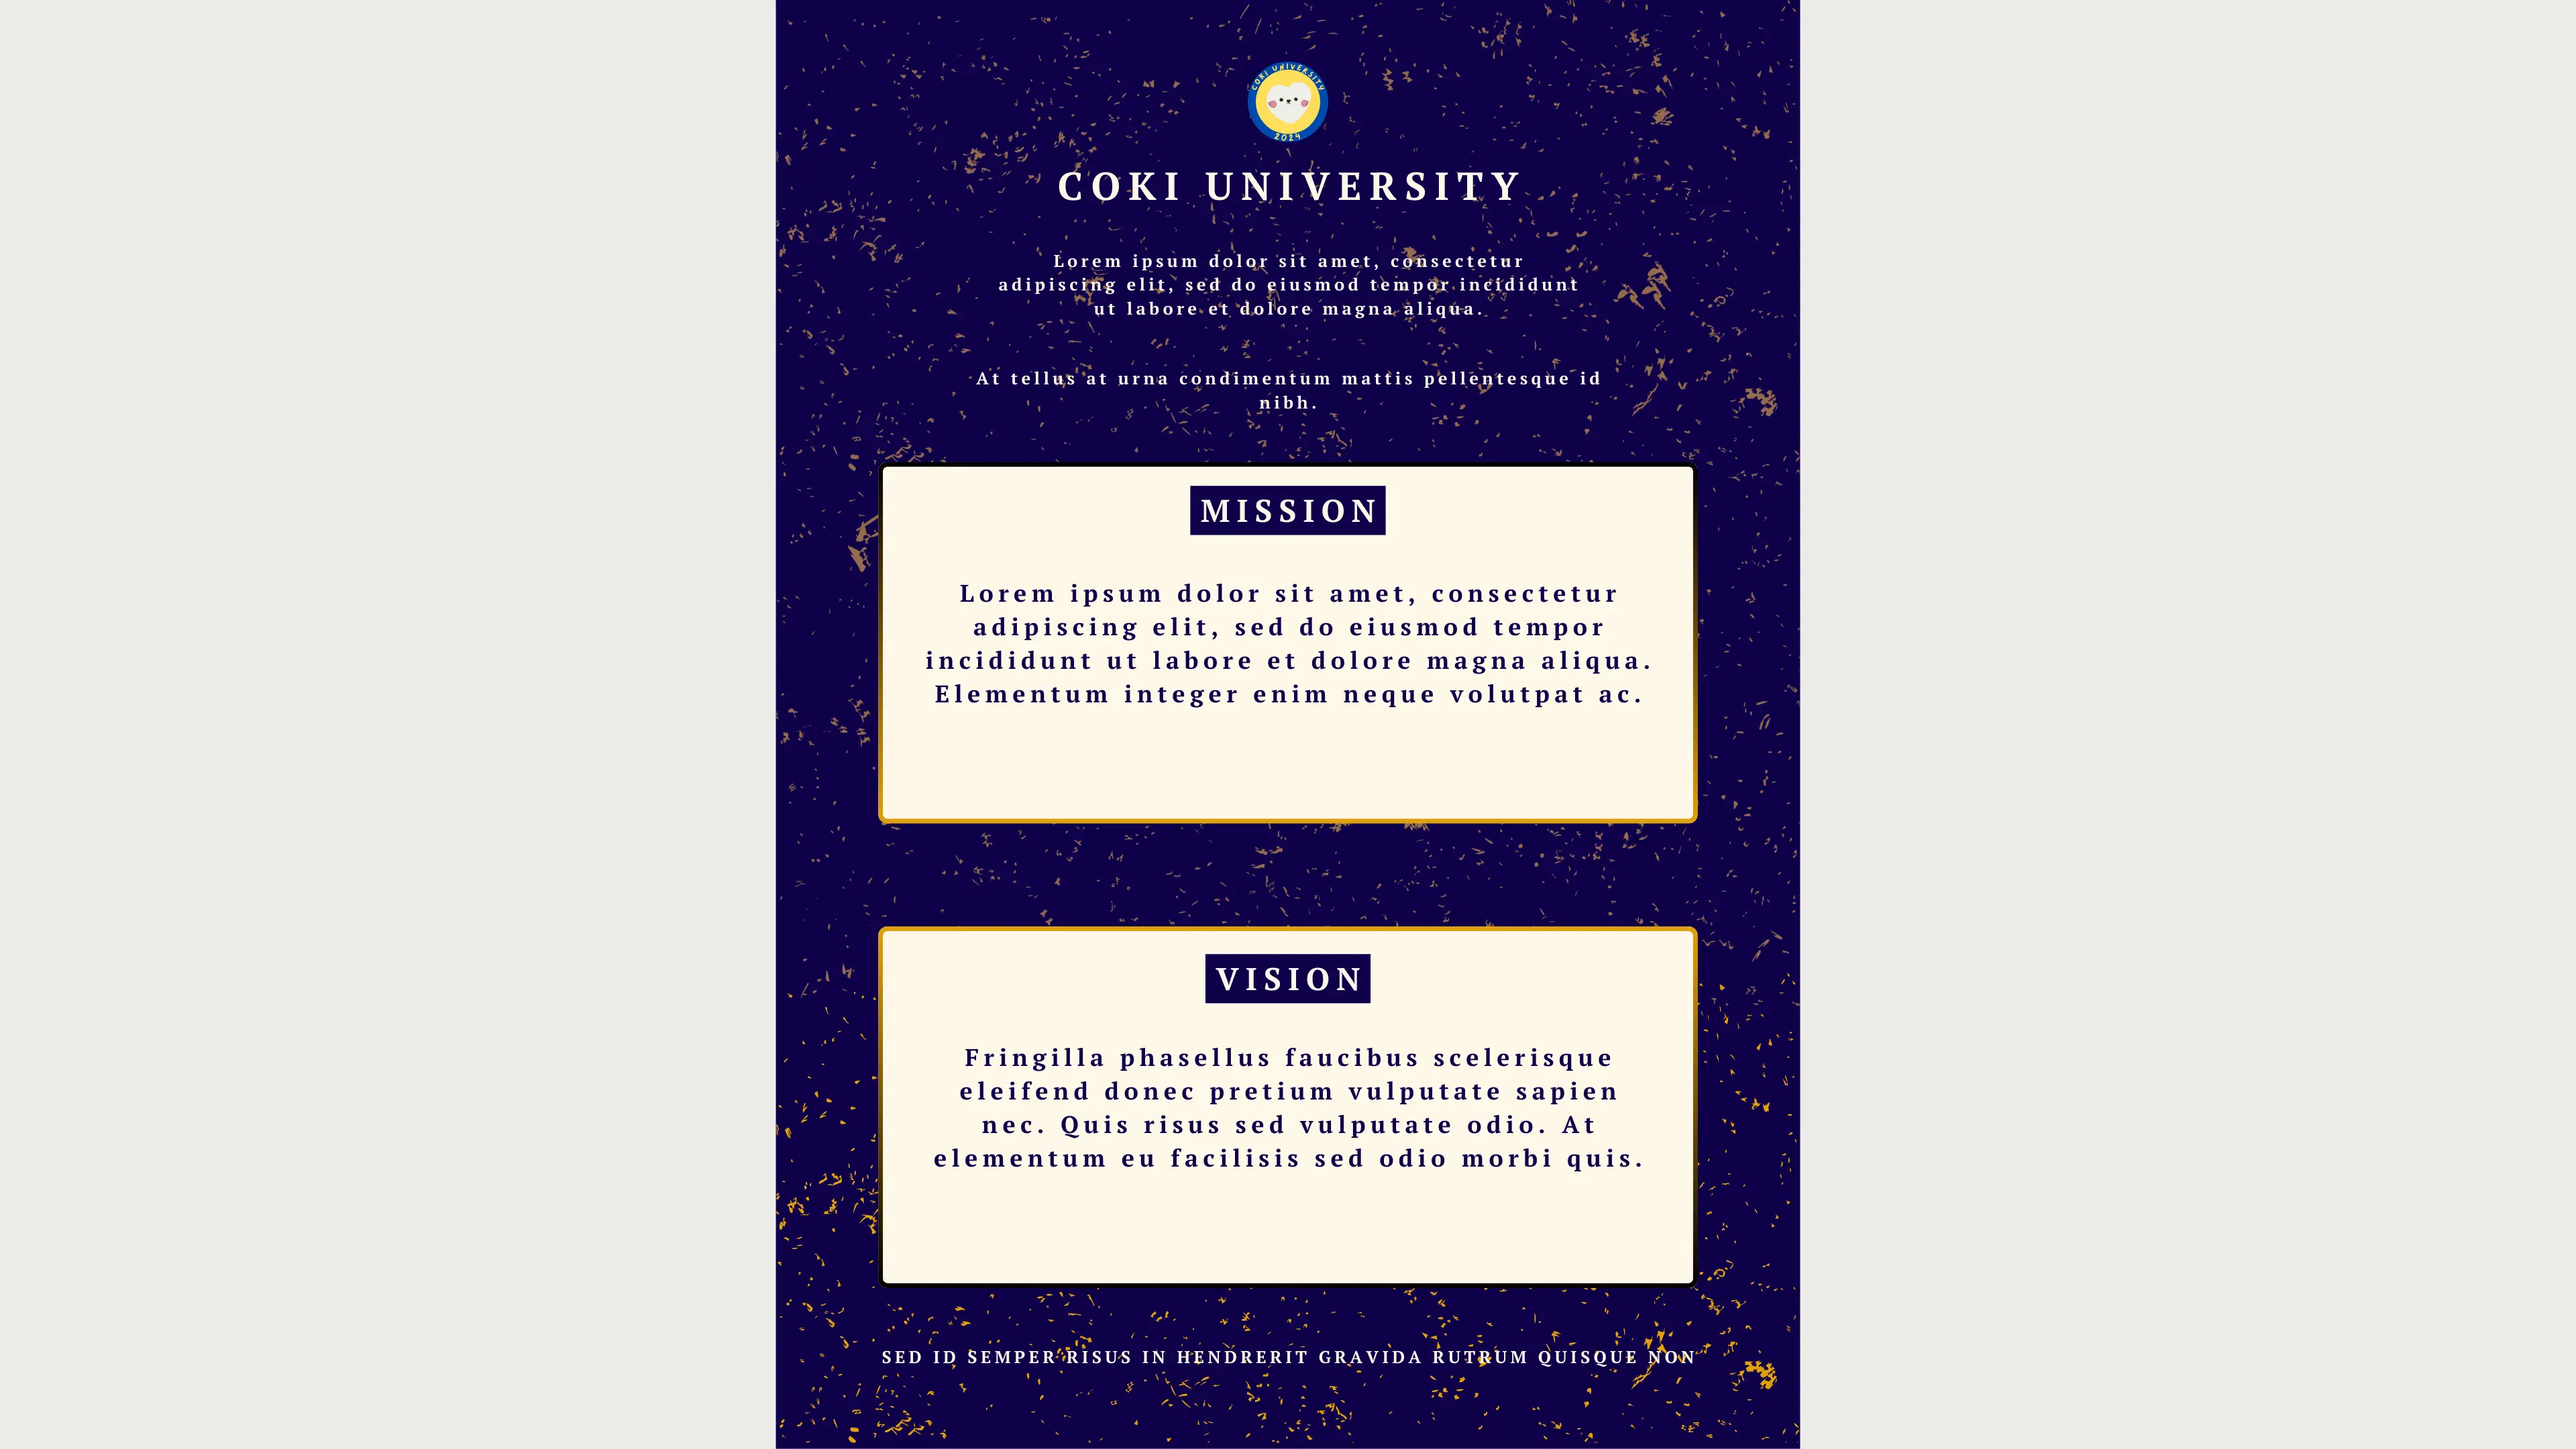 COKI UNIVERSITY
2024
COKI UNIVERSITY
Lorem ipsum dolor sit amet, consectetur
adipiscing elit, sed do eiusmod tempor incididunt
ut labore et dolore magna aliqua.
At tellus at urna condimentum mattis pellentesque id
nibh.
MISSION
Lorem ipsum dolor sit amet, consectetur
adipiscing elit, sed do eiusmod tempor
incididunt ut labore et dolore magna aliqua.
Elementum integer enim neque volutpat ac.
VISION
Fringilla phasellus faucibus scelerisque
eleifend donec pretium vulputate sapien
nec. Quis risus sed vulputate odio. At
elementum eu facilisis sed odio morbi quis.
SED ID SEMPER RISUS IN HENDRERIT GRAVIDA RUTRUM QUISQUE NON